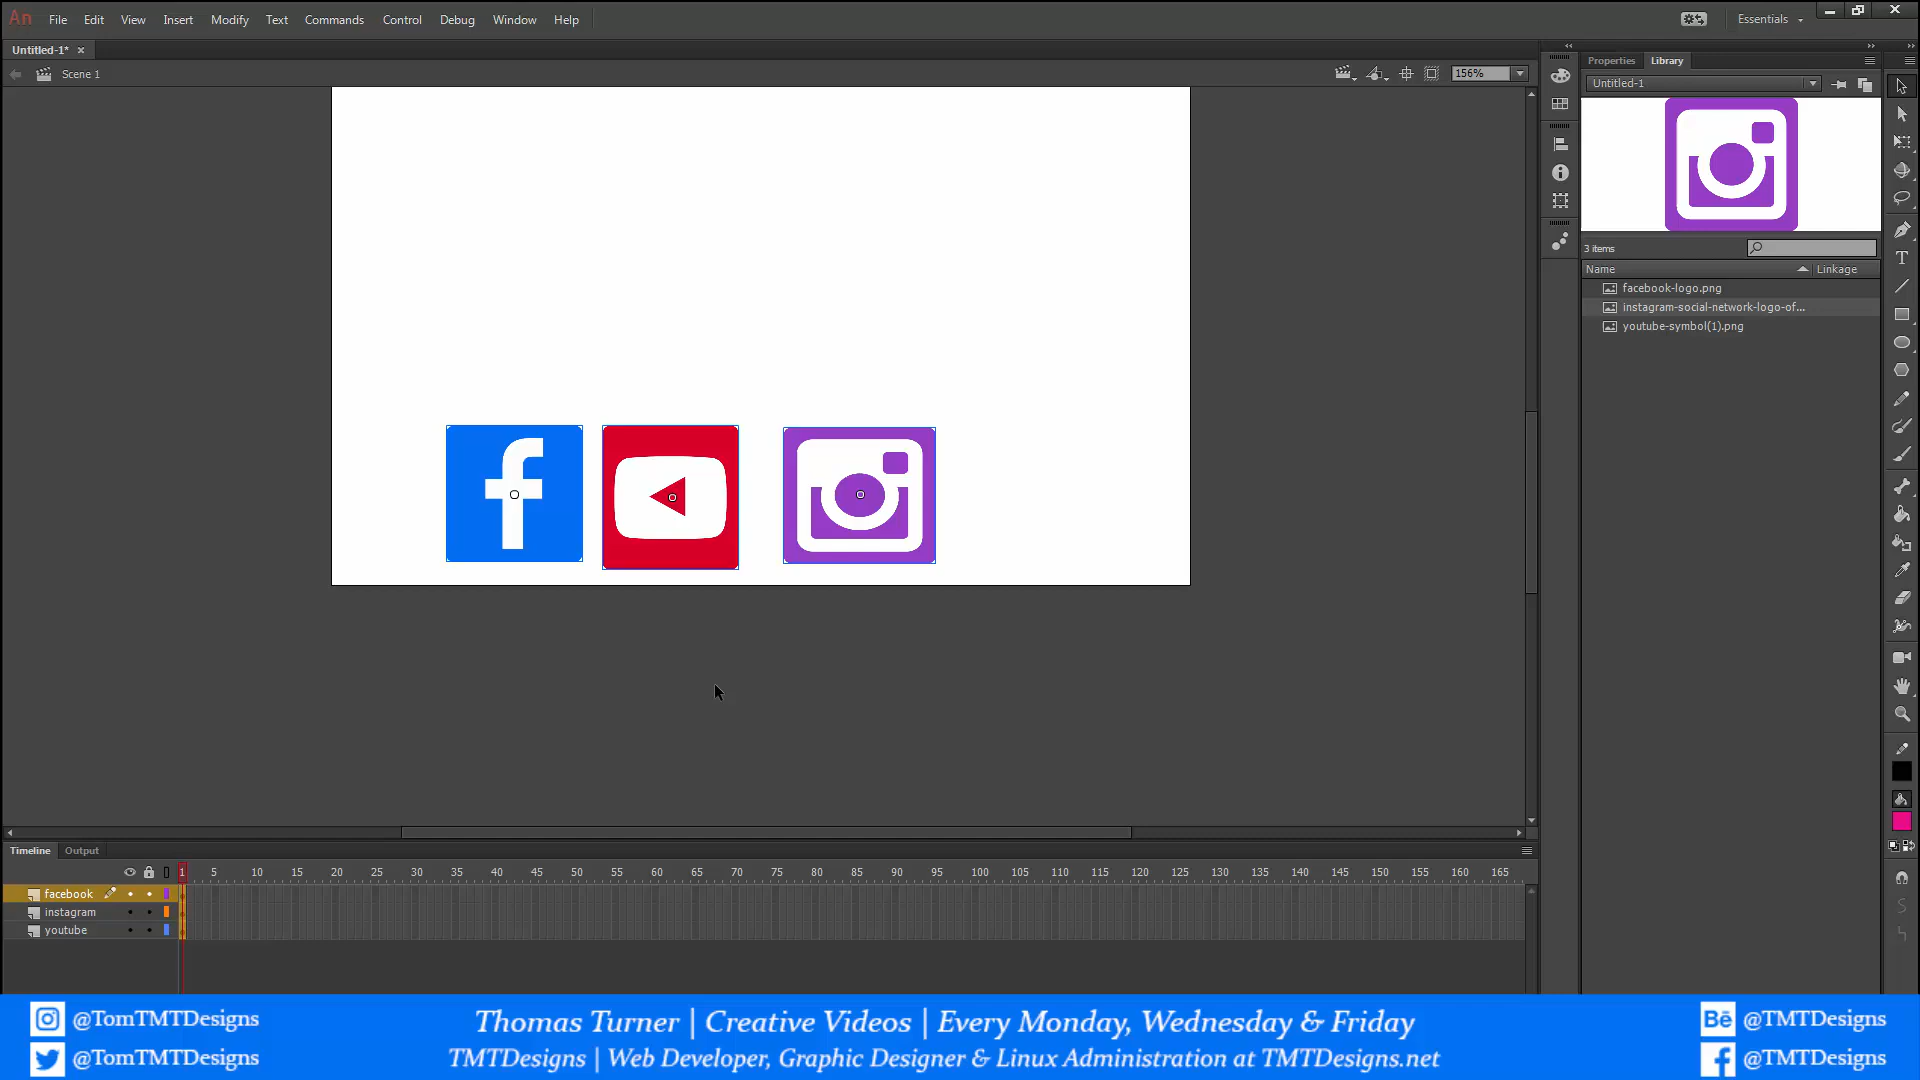 An File Edit View Insert Modify Text Commands Control Debug Window Help Essentials
Untitled-1*
Scene 1 156%
Properties Library
Untitled-1
3 items
Name Linkage
facebook-logo.png
instagram-social-network-logo-of...
youtube-symbol(1).png
Timeline Output
1 5 10 15 20 25 30 35 40 45 50 55 60 65 70 75 80 85 90 95 100 105 110 115 120 125 130 135 140 145 150 155 160 165
facebook
instagram
youtube
@TomTMTDesigns
@TomTMTDesigns
Thomas Turner | Creative Videos | Every Monday, Wednesday & Friday
TMTDesigns | Web Developer, Graphic Designer & Linux Administration at TMTDesigns.net
Bē @TMTDesigns
@TMTDesigns